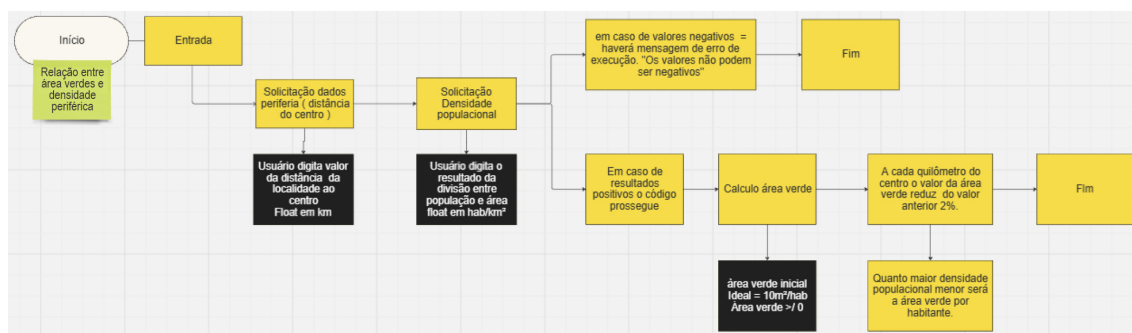 Início
Entrada
Relação entre
área verdes e
densidade
periférica
Solicitação dados
periferia ( distância
do centro )
Solicitação
Densidade
populacional
em caso de valores negativos =
haverá mensagem de erro de
execução. "Os valores não podem
ser negativos"
Fim
Usuário digita valor
da distância da
localidade ao
centro
Float em km
Usuário digita o
resultado da
divisão entre
população e área
float em hab/km²
Em caso de
resultados
positivos o código
prossegue
Calculo área verde
A cada quilômetro do
centro o valor da área
verde reduz do valor
anterior 2%.
FIm
área verde inicial
Ideal = 10m²/hab
Área verde >/ 0
Quanto maior densidade
populacional menor será
a área verde por
habitante.